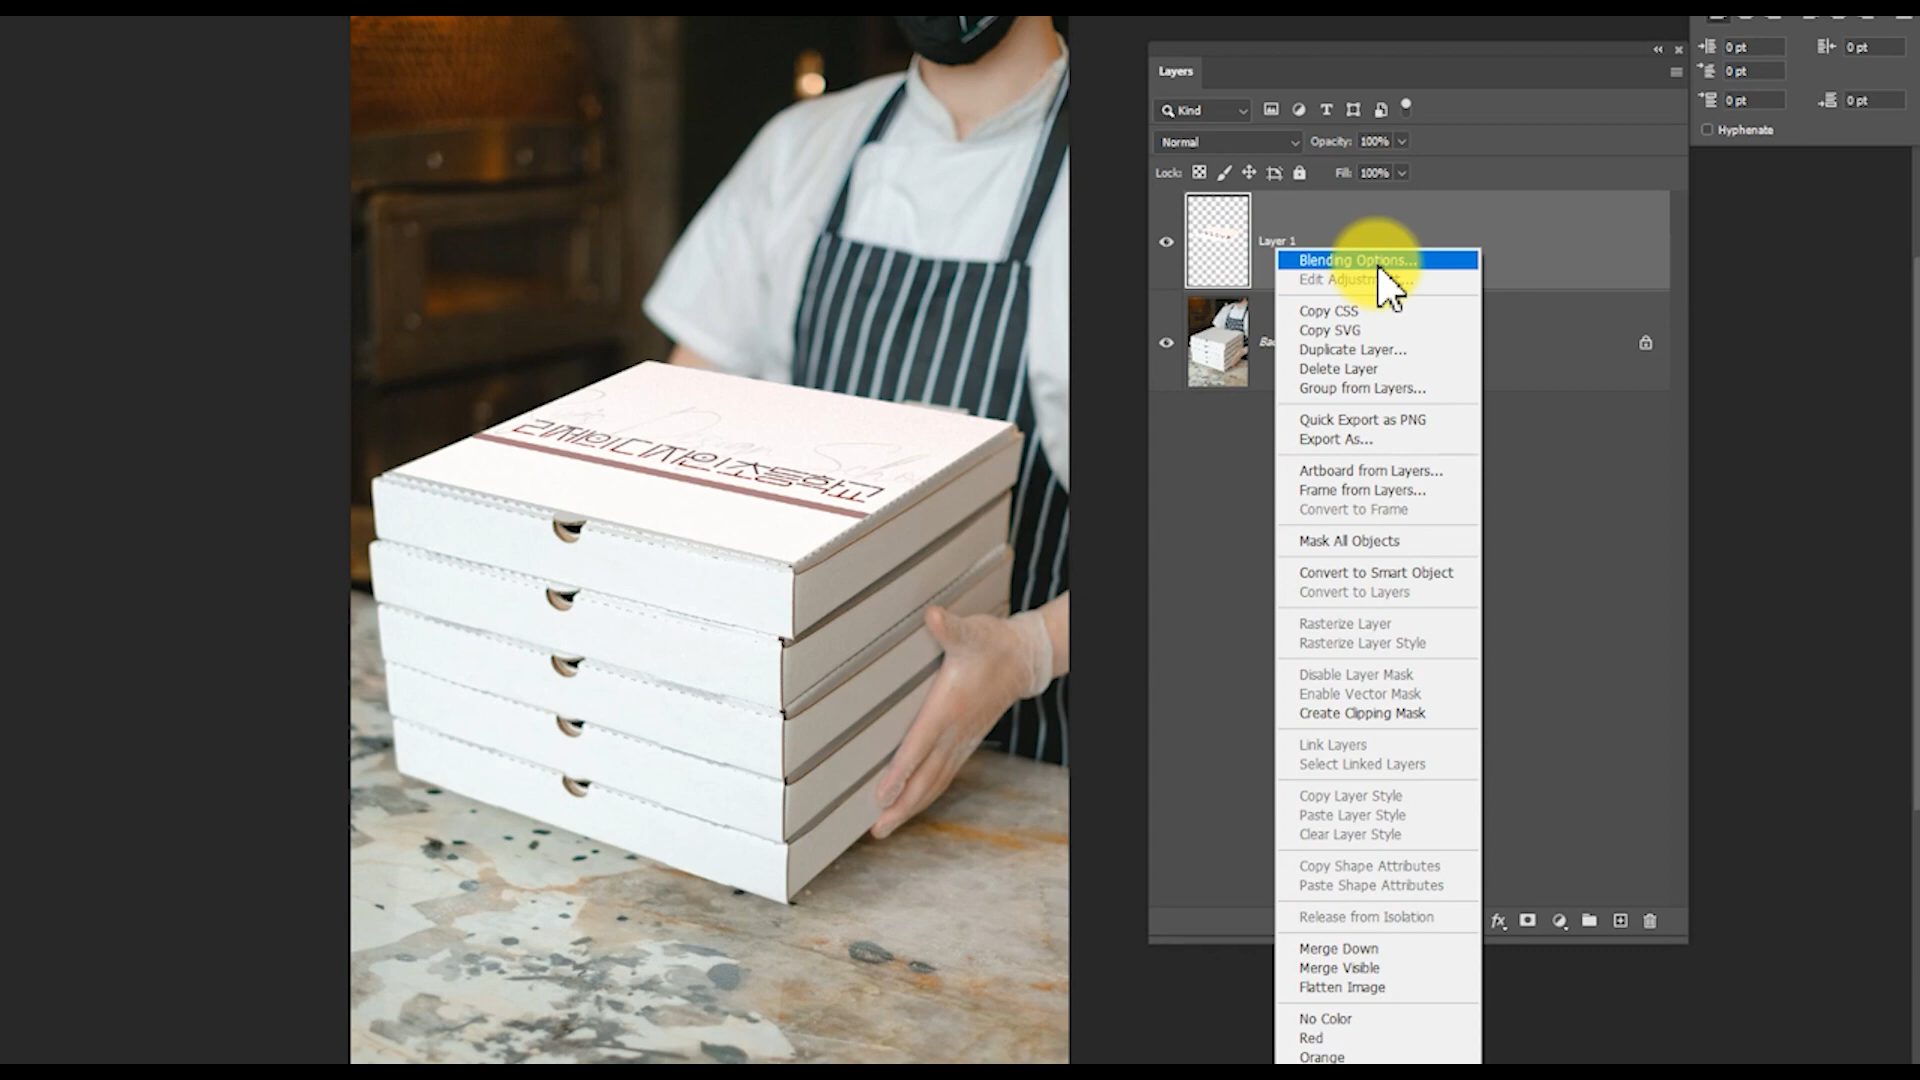 0 pt
0 pt
0 pt
0 pt
0 pt
Hyphenate
Layers
Kind
Normal
Opacity: 100%
Lock:
Fill: 100%
Layer 1
Blending Options...
Edit Adjustment...
Copy CSS
Copy SVG
Duplicate Layer...
Delete Layer
Group from Layers...
Quick Export as PNG
Export As...
Artboard from Layers...
Frame from Layers...
Convert to Frame
Mask All Objects
Convert to Smart Object
Convert to Layers
Rasterize Layer
Rasterize Layer Style
Disable Layer Mask
Enable Vector Mask
Create Clipping Mask
Link Layers
Select Linked Layers
Copy Layer Style
Paste Layer Style
Clear Layer Style
Copy Shape Attributes
Paste Shape Attributes
Release from Isolation
Merge Down
Merge Visible
Flatten Image
No Color
Red
Orange
fx